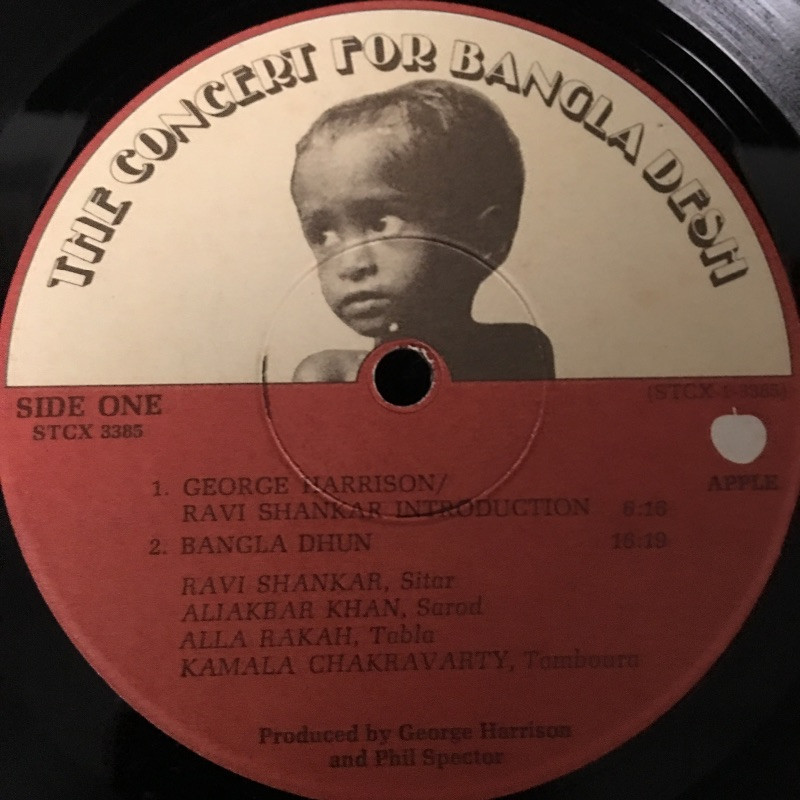 THE CONCERT FOR BANGLA DESH
SIDE ONE
STCX 3385
(STCX-1-3385)
APPLE
1. GEORGE HARRISON/
RAVI SHANKAR INTRODUCTION 6:16
2. BANGLA DHUN 16:19
RAVI SHANKAR, Sitar
ALIAKBAR KHAN, Sarod
ALLA RAKAH, Tabla
KAMALA CHAKRAVARTY, Tamboura
Produced by George Harrison
and Phil Spector